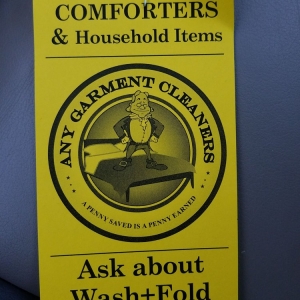 COMFORTERS
& Household Items
ANY GARMENT CLEANERS
A PENNY SAVED IS A PENNY EARNED
Ask about
Wash+Fold